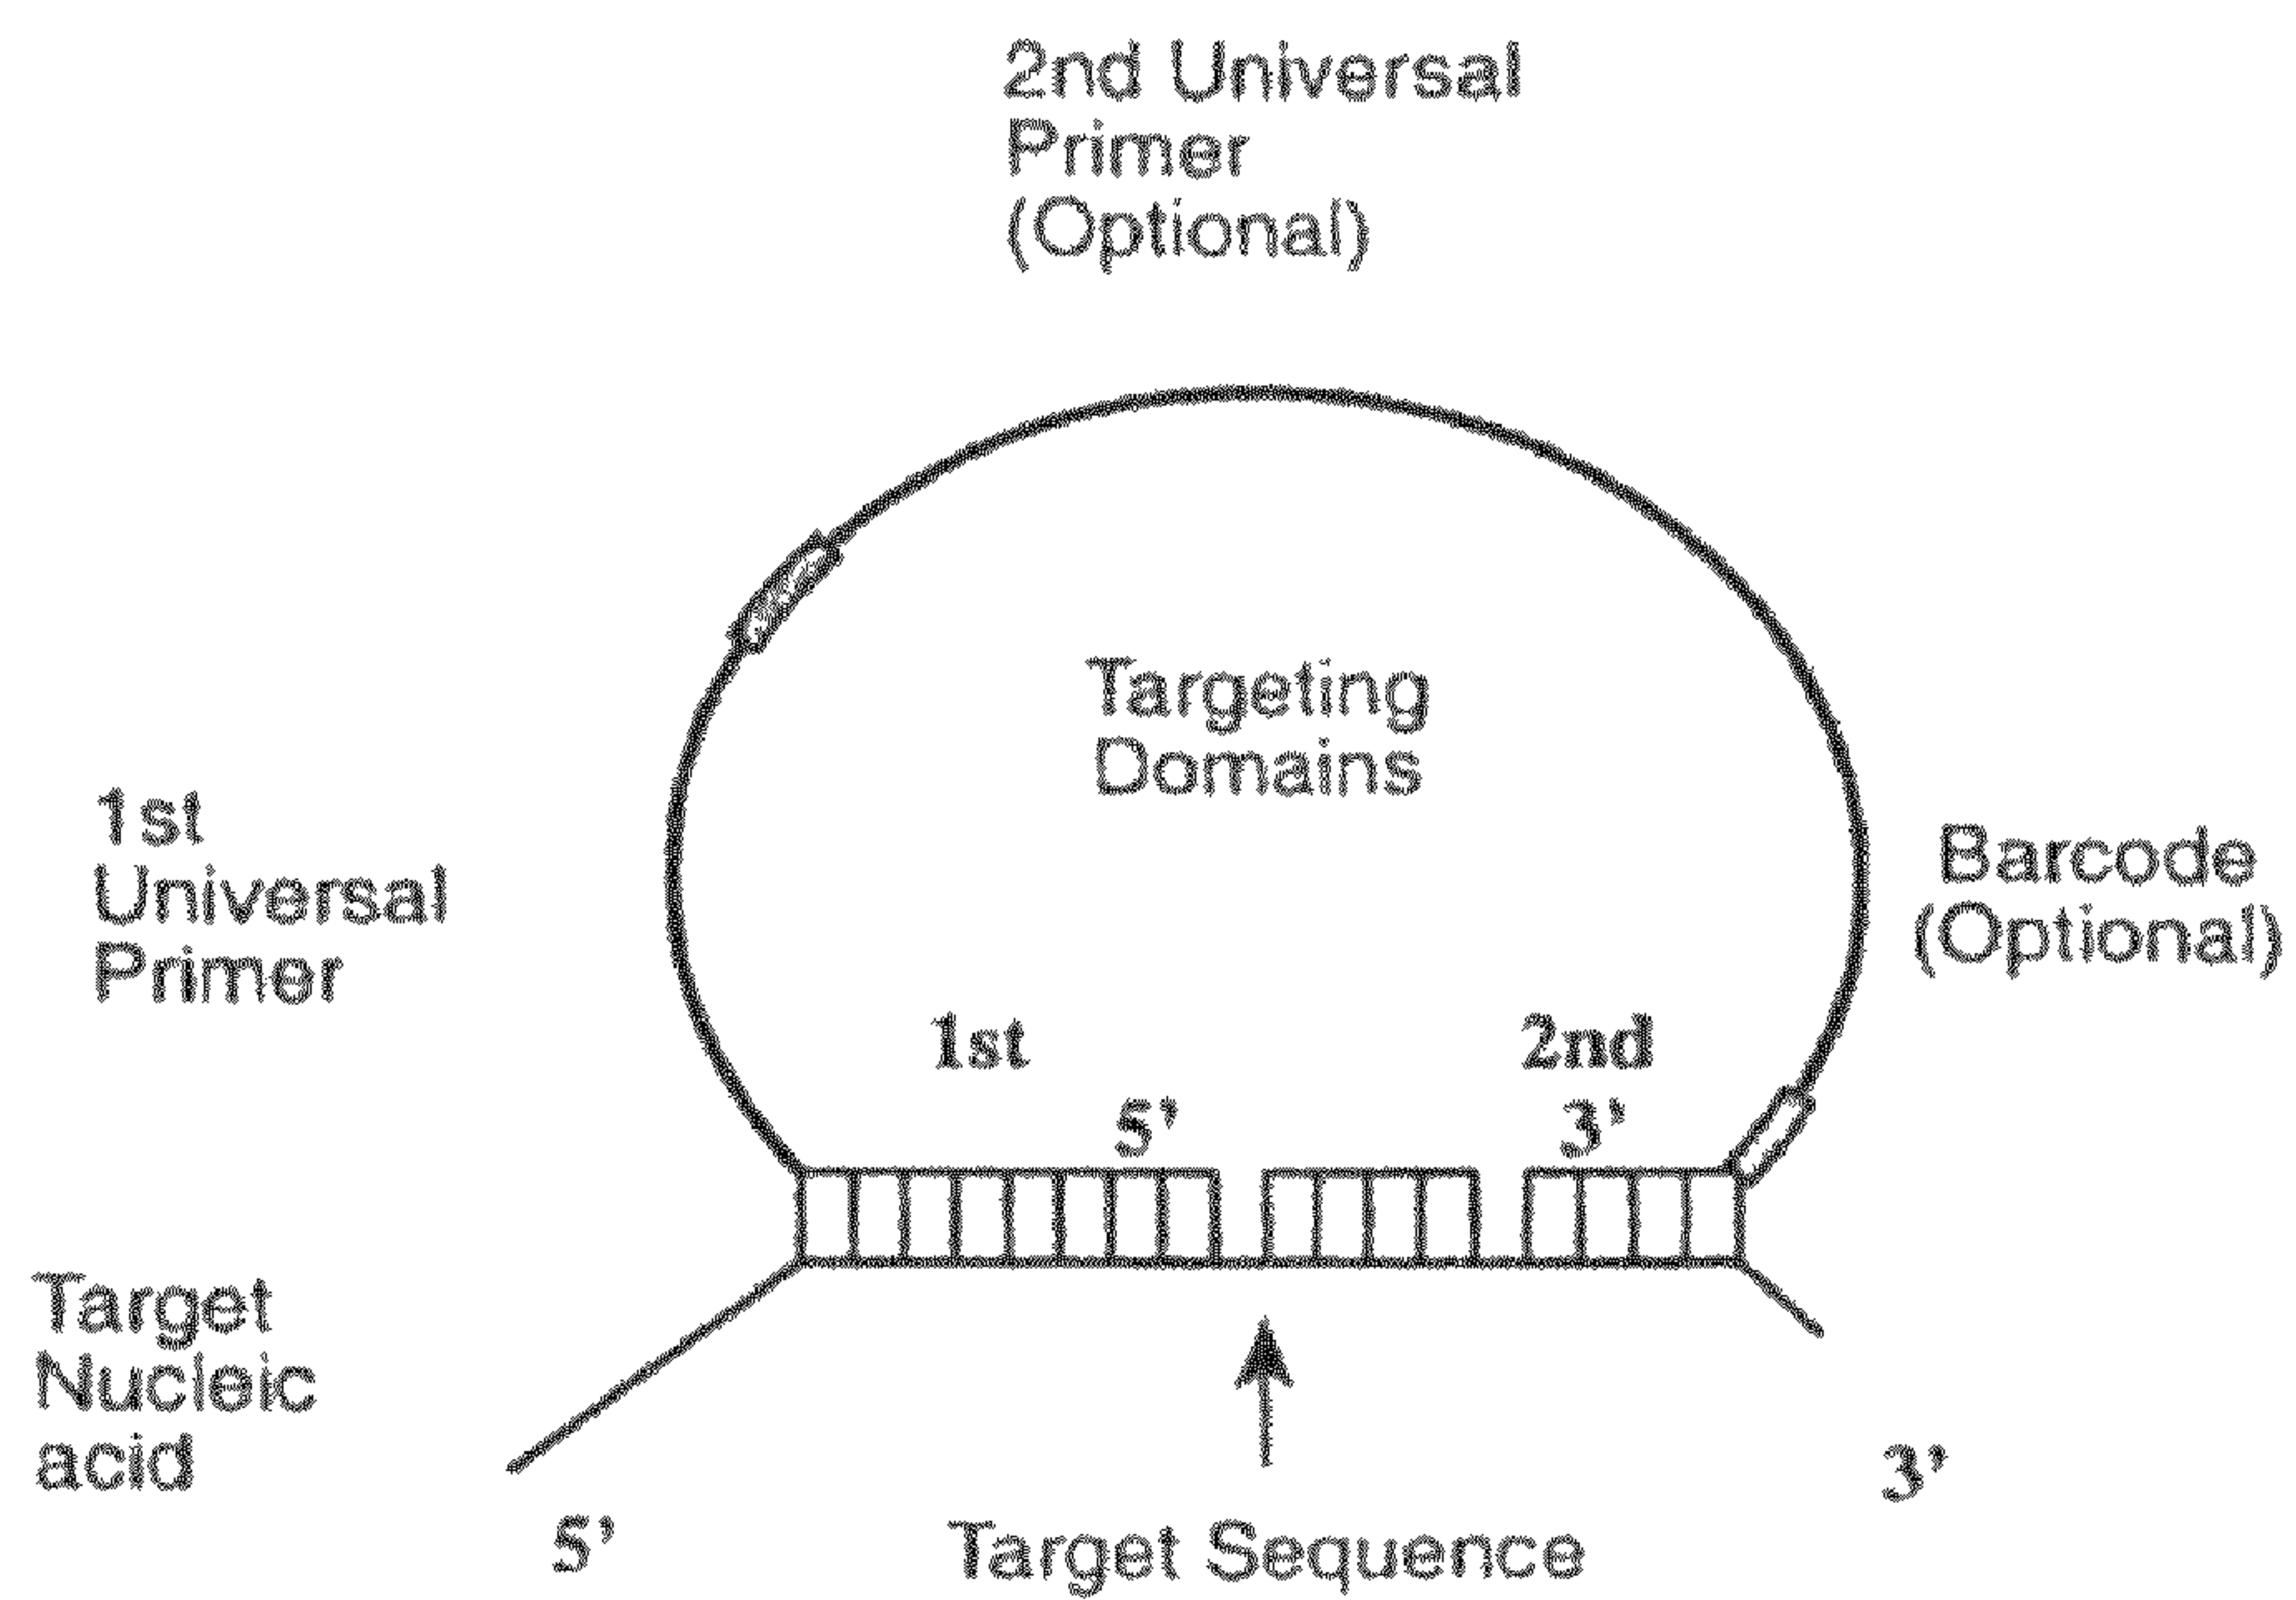 2nd Universal
Primer
(Optional)
Targeting
Domains
1st
Universal
Primer
Barcode
(Optional)
1st
2nd
5'
3'
Target
Nucleic
acid
5'
Target Sequence
3'